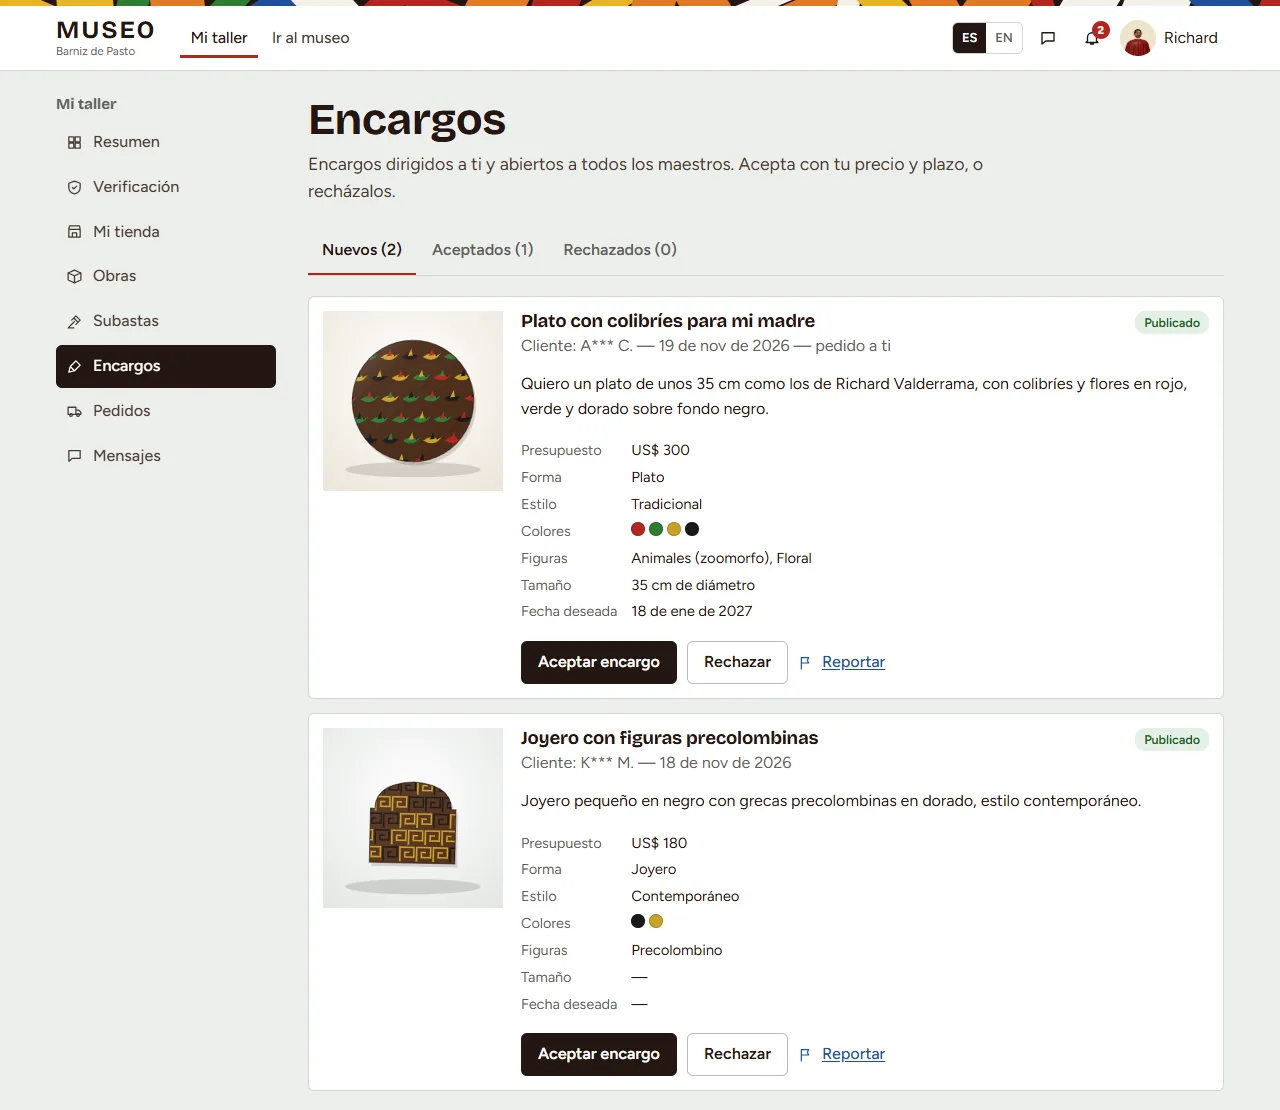 MUSEO
Barniz de Pasto
Mi taller
Ir al museo
ES
EN
2
Richard
Mi taller
Resumen
Verificación
Mi tienda
Obras
Subastas
Encargos
Pedidos
Mensajes
Encargos
Encargos dirigidos a ti y abiertos a todos los maestros. Acepta con tu precio y plazo, o
recházalos.
Nuevos (2)
Aceptados (1)
Rechazados (0)
Plato con colibríes para mi madre
Publicado
Cliente: A*** C. — 19 de nov de 2026 — pedido a ti
Quiero un plato de unos 35 cm como los de Richard Valderrama, con colibríes y flores en rojo,
verde y dorado sobre fondo negro.
Presupuesto US$ 300
Forma Plato
Estilo Tradicional
Colores
Figuras Animales (zoomorfo), Floral
Tamaño 35 cm de diámetro
Fecha deseada 18 de ene de 2027
Aceptar encargo
Rechazar
Reportar
Joyero con figuras precolombinas
Publicado
Cliente: K*** M. — 18 de nov de 2026
Joyero pequeño en negro con grecas precolombinas en dorado, estilo contemporáneo.
Presupuesto US$ 180
Forma Joyero
Estilo Contemporáneo
Colores
Figuras Precolombino
Tamaño —
Fecha deseada —
Aceptar encargo
Rechazar
Reportar